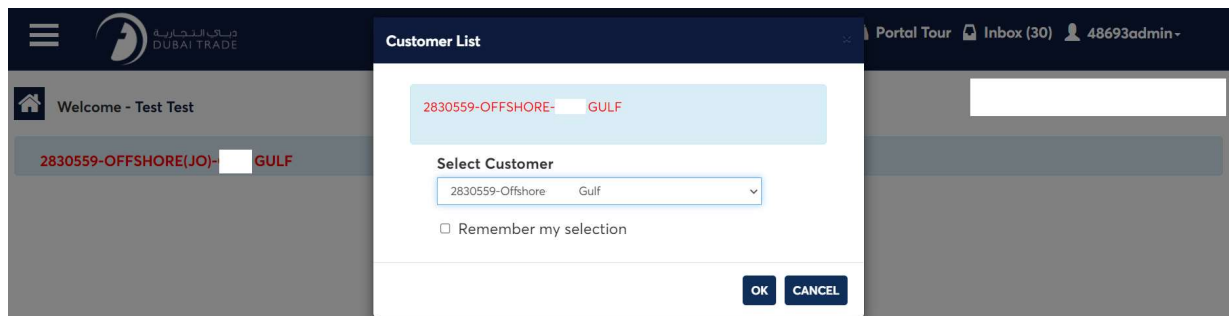 دبي التجارية
DUBAI TRADE
Customer List
Portal Tour
Inbox (30)
48693admin
Welcome - Test Test
2830559-OFFSHORE- GULF
2830559-OFFSHORE(JO)- GULF
Select Customer
2830559-Offshore Gulf
Remember my selection
OK
CANCEL